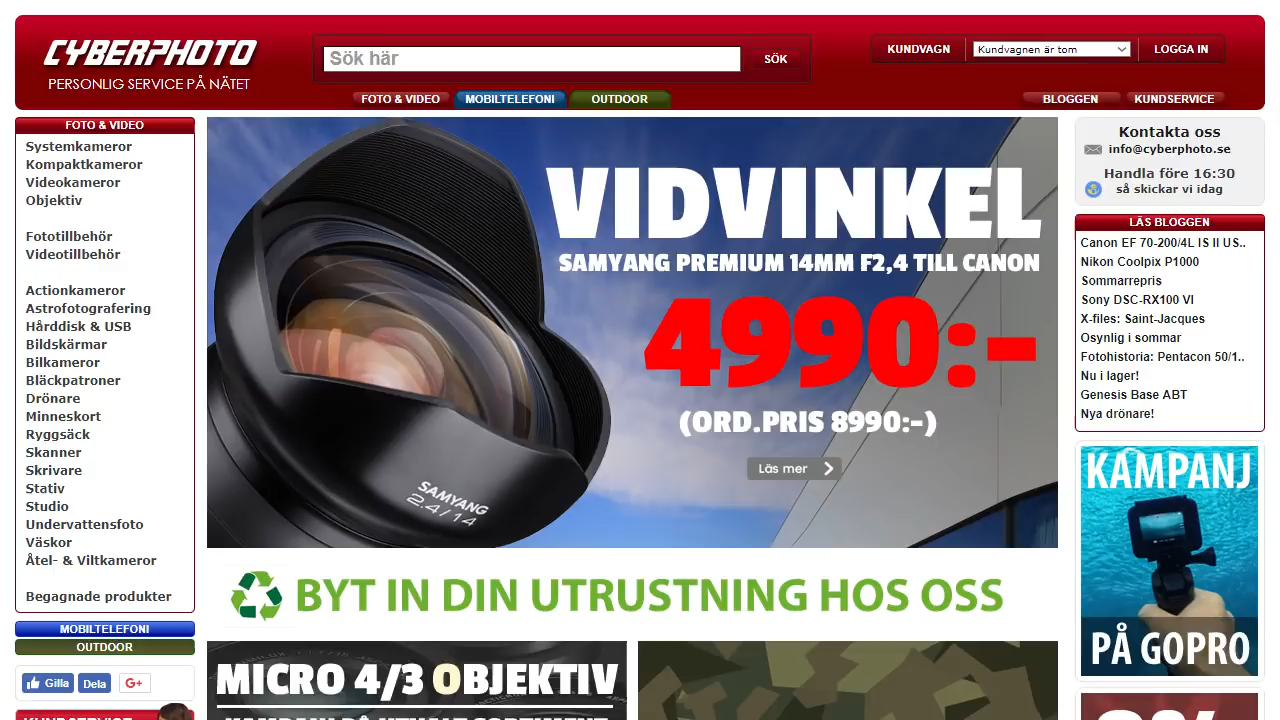 CYBERPHOTO
PERSONLIG SERVICE PÅ NÄTET
Sök här
SÖK
KUNDVAGN
Kundvagnen är tom
LOGGA IN
FOTO & VIDEO
MOBILTELEFONI
OUTDOOR
BLOGGEN
KUNDSERVICE
FOTO & VIDEO
Systemkameror
Kompaktkameror
Videokameror
Objektiv
Fototillbehör
Videotillbehör
Actionkameror
Astrofotografering
Hårddisk & USB
Bildskärmar
Bilkameror
Bläckpatroner
Drönare
Minneskort
Ryggsäck
Skanner
Skrivare
Stativ
Studio
Undervattensfoto
Väskor
Åtel- & Viltkameror
Begagnade produkter
MOBILTELEFONI
OUTDOOR
Gilla
Dela
G+
VIDVINKEL
SAMYANG PREMIUM 14MM F2,4 TILL CANON
4990:-
(ORD.PRIS 8990:-)
Läs mer
SAMYANG
2.4/14
BYT IN DIN UTRUSTNING HOS OSS
MICRO 4/3 OBJEKTIV
Kontakta oss
info@cyberphoto.se
Handla före 16:30
så skickar vi idag
LÄS BLOGGEN
Canon EF 70-200/4L IS II US..
Nikon Coolpix P1000
Sommarrepris
Sony DSC-RX100 VI
X-files: Saint-Jacques
Osynlig i sommar
Fotohistoria: Pentacon 50/1..
Nu i lager!
Genesis Base ABT
Nya drönare!
KAMPANJ
PÅ GOPRO